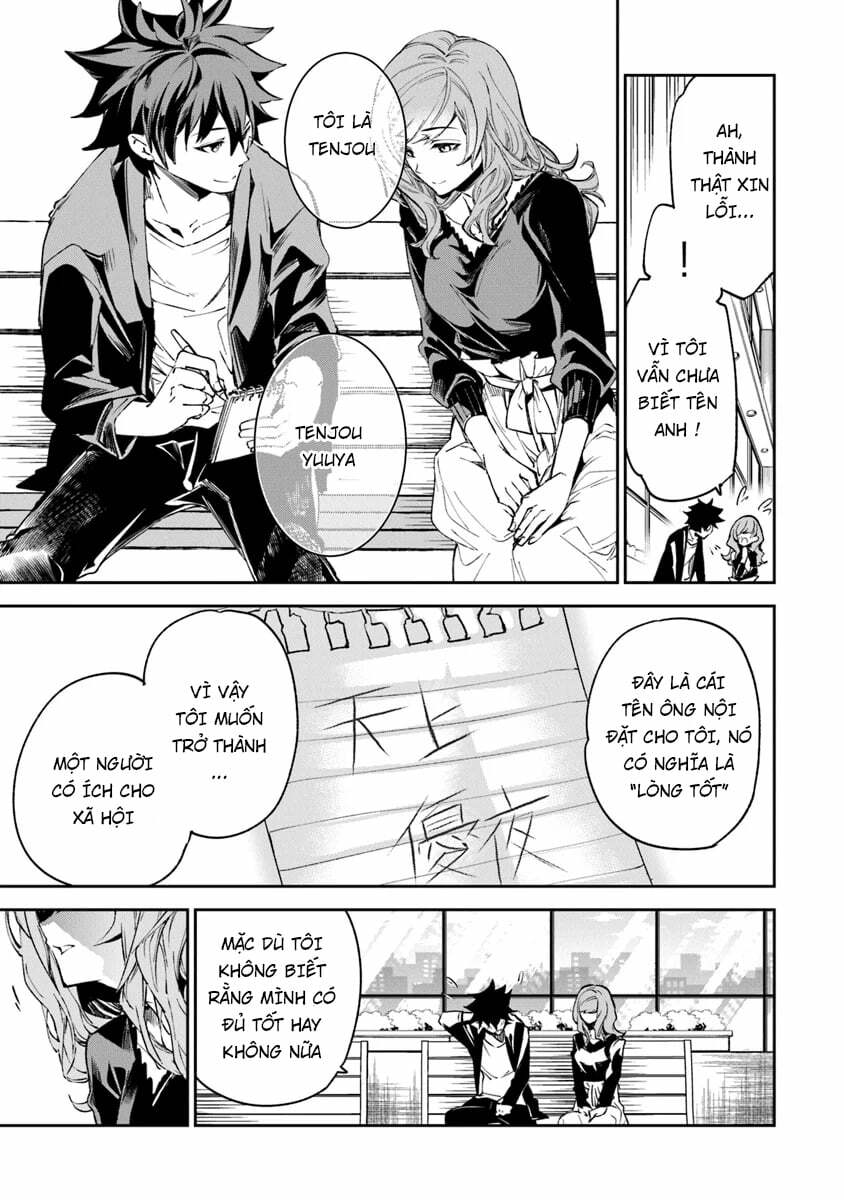 AH,
THÀNH
THẬT XIN
LỖI...
!
VÌ TÔI
VẪN CHƯA
BIẾT TÊN
ANH !
TÔI LÀ
TENJOU
TENJOU
YUUYA
ĐÂY LÀ CÁI
TÊN ÔNG NỘI
ĐẶT CHO TÔI, NÓ
CÓ NGHĨA LÀ
"LÒNG TỐT"
天上
優夜
VÌ VẬY
TÔI MUỐN
TRỞ THÀNH
...
MỘT NGƯỜI
CÓ ÍCH CHO
XÃ HỘI
MẶC DÙ TÔI
KHÔNG BIẾT
RẰNG MÌNH CÓ
ĐỦ TỐT HAY
KHÔNG NỮA